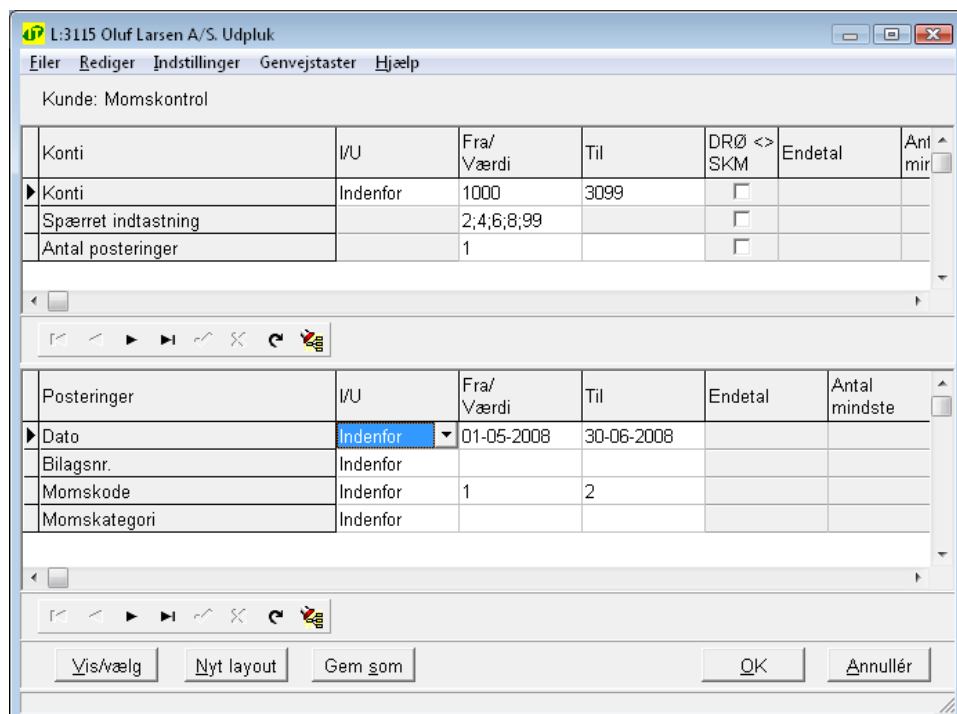 L:3115 Oluf Larsen A/S. Udpluk
Filer Rediger Indstillinger Genvejstaster Hjælp
Kunde: Momskontrol
Konti I/U Fra/ Værdi Til DRØ <> SKM Endetal Ant mir
Konti Indenfor 1000 3099
Spærret indtastning 2;4;6;8;99
Antal posteringer 1
Posteringer I/U Fra/ Værdi Til Endetal Antal mindste
Dato Indenfor 01-05-2008 30-06-2008
Bilagsnr. Indenfor
Momskode Indenfor 1 2
Momskategori Indenfor
Vis/vælg Nyt layout Gem som OK Annullér